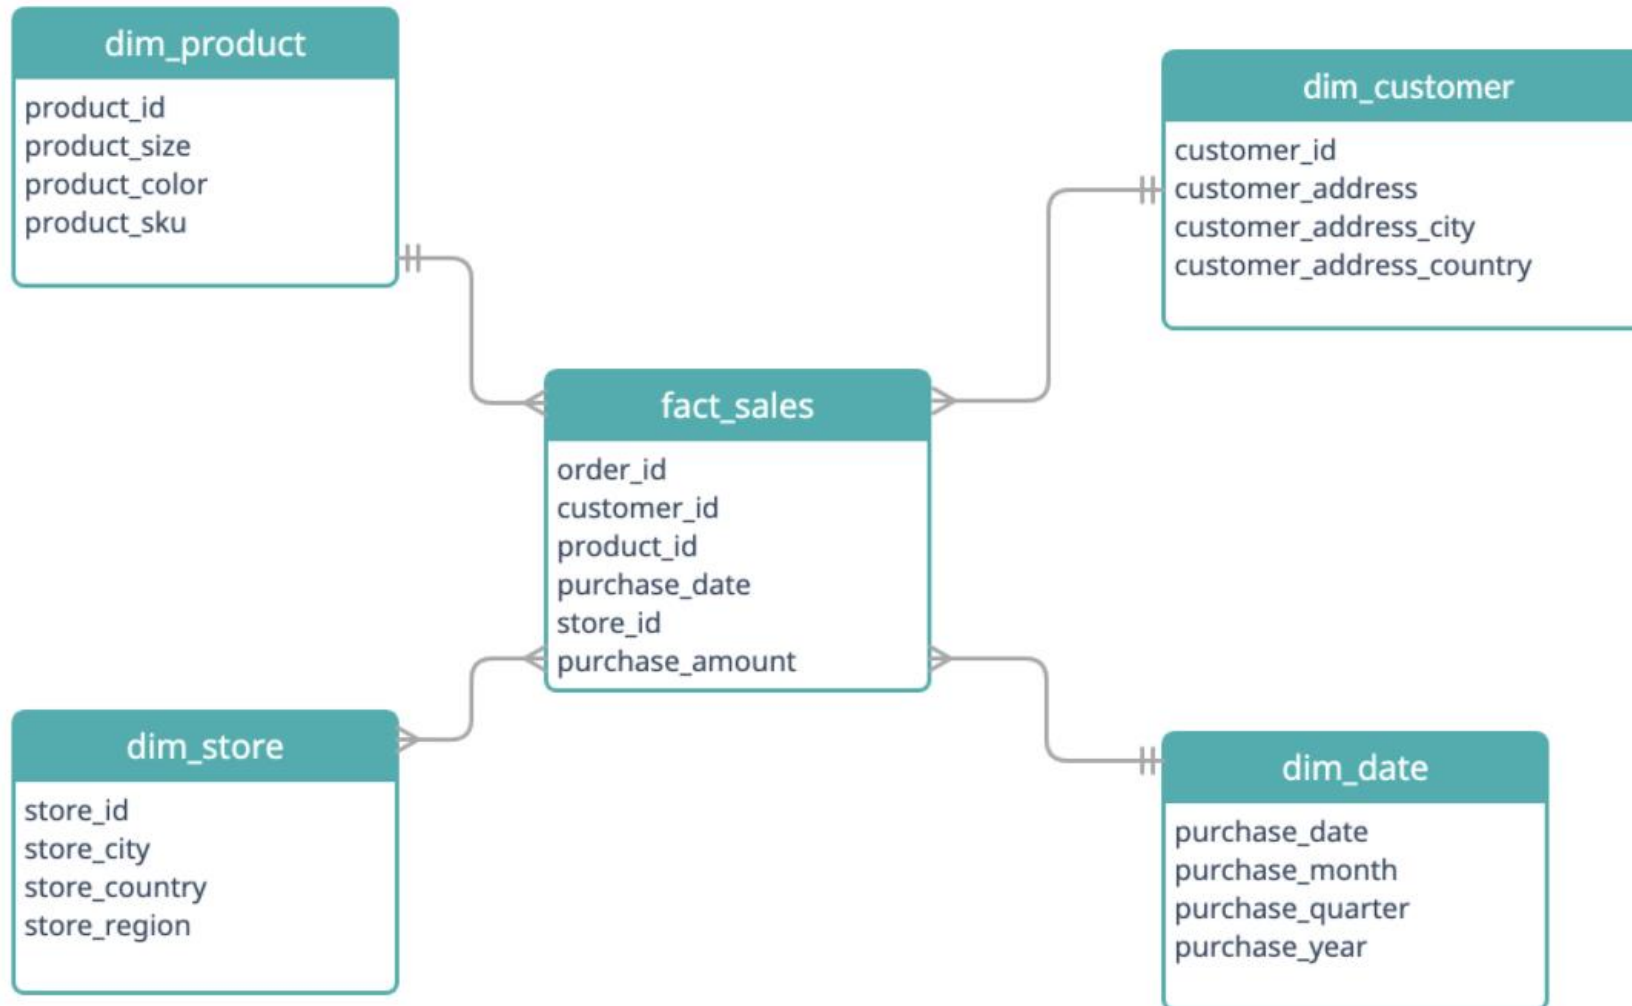 dim_product
product_id
product_size
product_color
product_sku
dim_customer
customer_id
customer_address
customer_address_city
customer_address_country
fact_sales
order_id
customer_id
product_id
purchase_date
store_id
purchase_amount
dim_store
store_id
store_city
store_country
store_region
dim_date
purchase_date
purchase_month
purchase_quarter
purchase_year